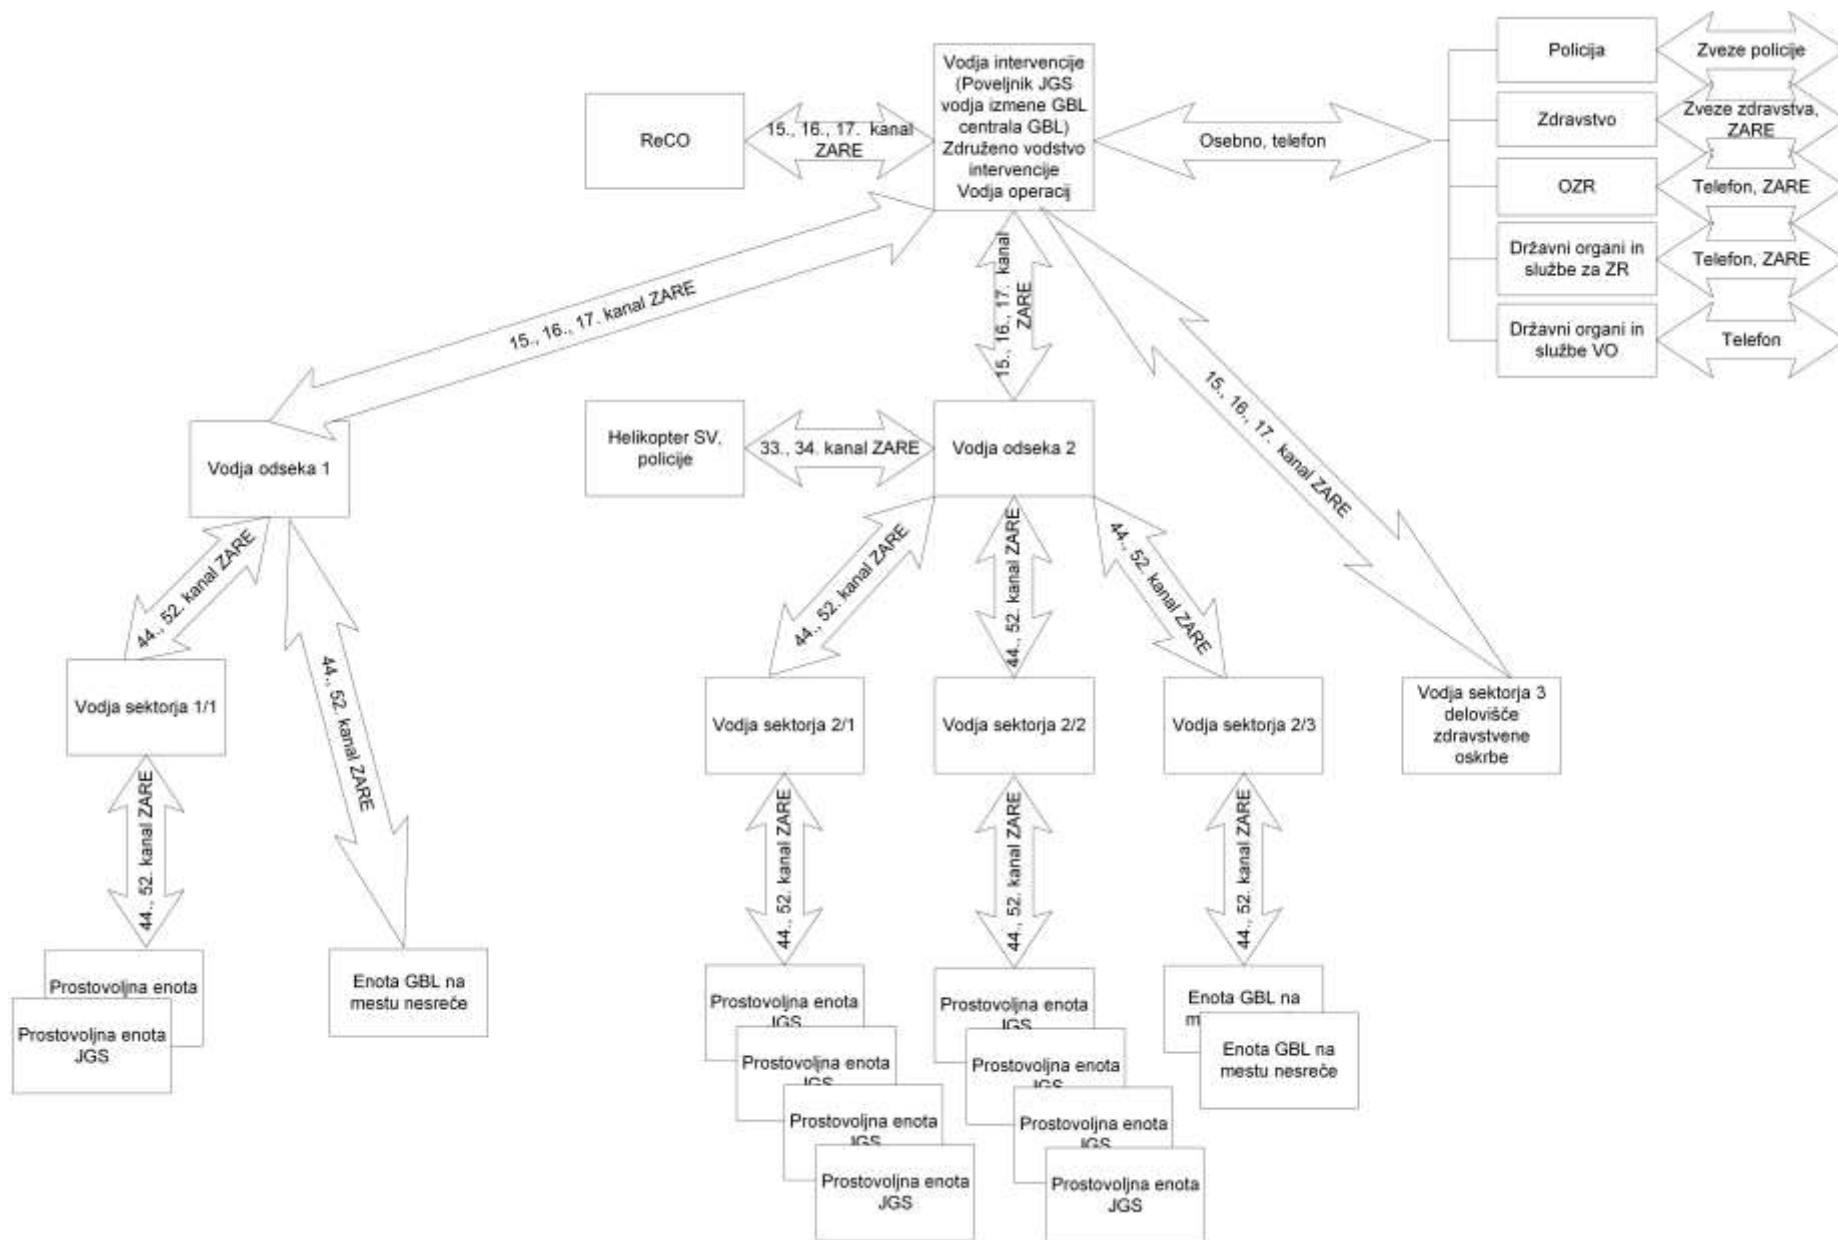 Vodja intervencije
(Poveljnik JGS
vodja izmene GBL
centrala GBL)
Združeno vodstvo
intervencije
Vodja operacij
ReCO
15., 16., 17. kanal
ZARE
Osebno, telefon
Policija
Zveze policije
Zdravstvo
Zveze zdravstva,
ZARE
OZR
Telefon, ZARE
Državni organi in
službe za ZR
Telefon, ZARE
Državni organi in
službe VO
Telefon
15., 16., 17. kanal ZARE
15., 16., 17. kanal
ZARE
15., 16., 17. kanal ZARE
Vodja odseka 1
Helikopter SV,
policije
33., 34. kanal ZARE
Vodja odseka 2
44., 52. kanal ZARE
44., 52. kanal ZARE
44., 52. kanal ZARE
44., 52. kanal ZARE
44., 52. kanal ZARE
Vodja sektorja 1/1
Vodja sektorja 2/1
Vodja sektorja 2/2
Vodja sektorja 2/3
Vodja sektorja 3
delovišče
zdravstvene
oskrbe
44., 52. kanal ZARE
44., 52. kanal ZARE
44., 52. kanal ZARE
44., 52. kanal ZARE
Prostovoljna enota
Prostovoljna enota
JGS
Enota GBL na
mestu nesreče
Prostovoljna enota
JGS
Prostovoljna enota
JGS
Prostovoljna enota
JGS
Prostovoljna enota
JGS
Prostovoljna enota
JGS
Prostovoljna enota
JGS
Prostovoljna enota
JGS
Prostovoljna enota
JGS
Enota GBL na
Enota GBL na
mestu nesreče